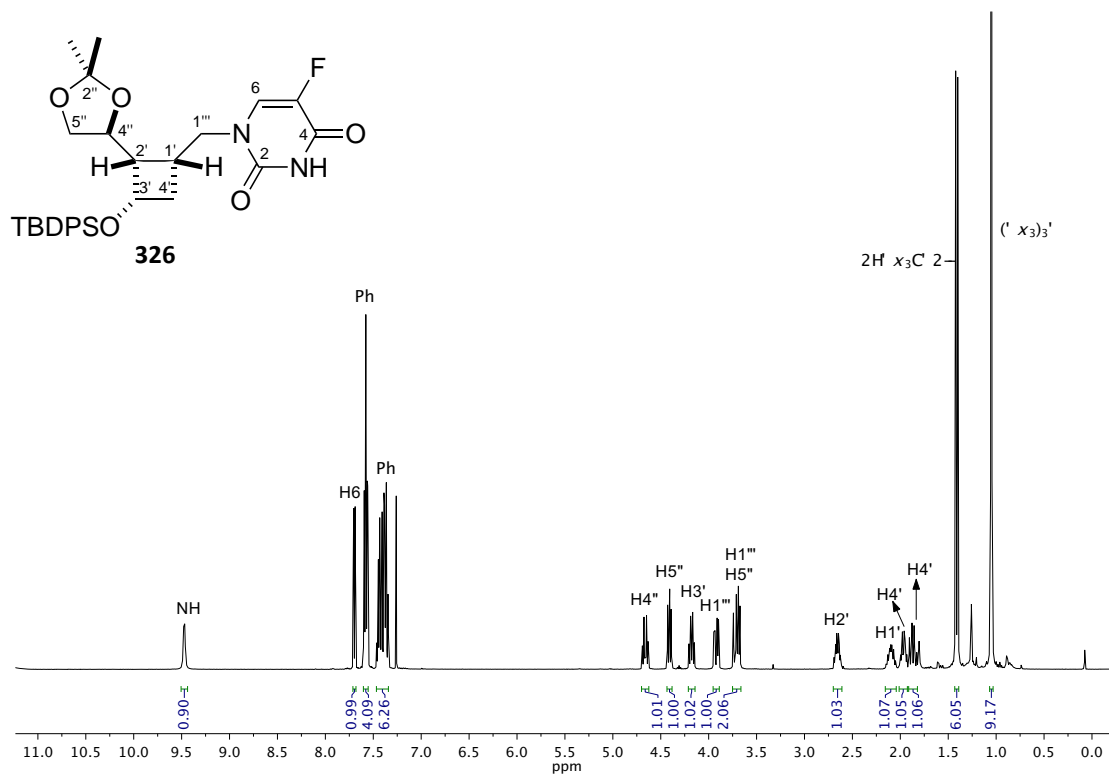 F
6
O
2''
O
1'''
N
4
O
5''
4''
2
NH
2'
1'
H
H
O
3'
4'
TBDPSO
326
(' x₃)₃'
2H' x₃C' 2
Ph
Ph
H6
H1'''
H5''
H5''
H4'
H4''
H3'
H1'''
NH
H4'
H2'
H1'
0.90
0.99
4.09
6.26
1.01
1.00
1.02
1.00
2.06
1.03
1.07
1.05
1.06
6.05
9.17
11.0 10.5 10.0 9.5 9.0 8.5 8.0 7.5 7.0 6.5 6.0 5.5 5.0 4.5 4.0 3.5 3.0 2.5 2.0 1.5 1.0 0.5 0.0
ppm